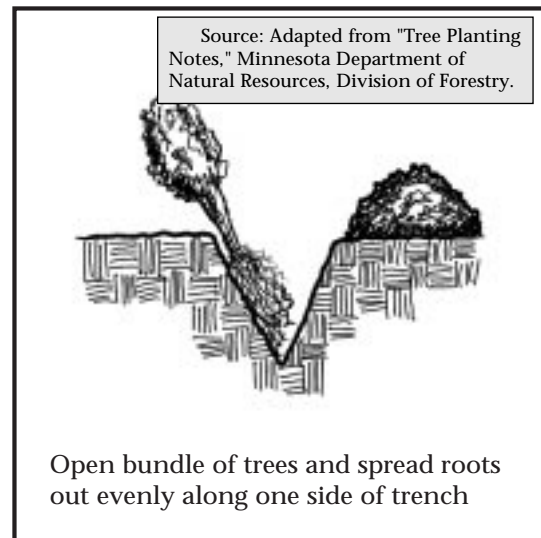 Source: Adapted from "Tree Planting
Notes," Minnesota Department of
Natural Resources, Division of Forestry.
Open bundle of trees and spread roots
out evenly along one side of trench